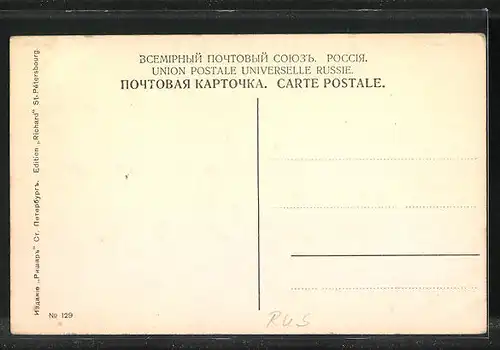 ВСЕМІРНЫЙ ПОЧТОВЫЙ СОЮЗЪ. РОССІЯ.
UNION POSTALE UNIVERSELLE RUSSIE.
ПОЧТОВАЯ КАРТОЧКА. CARTE POSTALE.
Изданіе „Ришаръ" Ст. Петербургъ. Edition „Richard" St-Pétersbourg.
№ 129
RUS